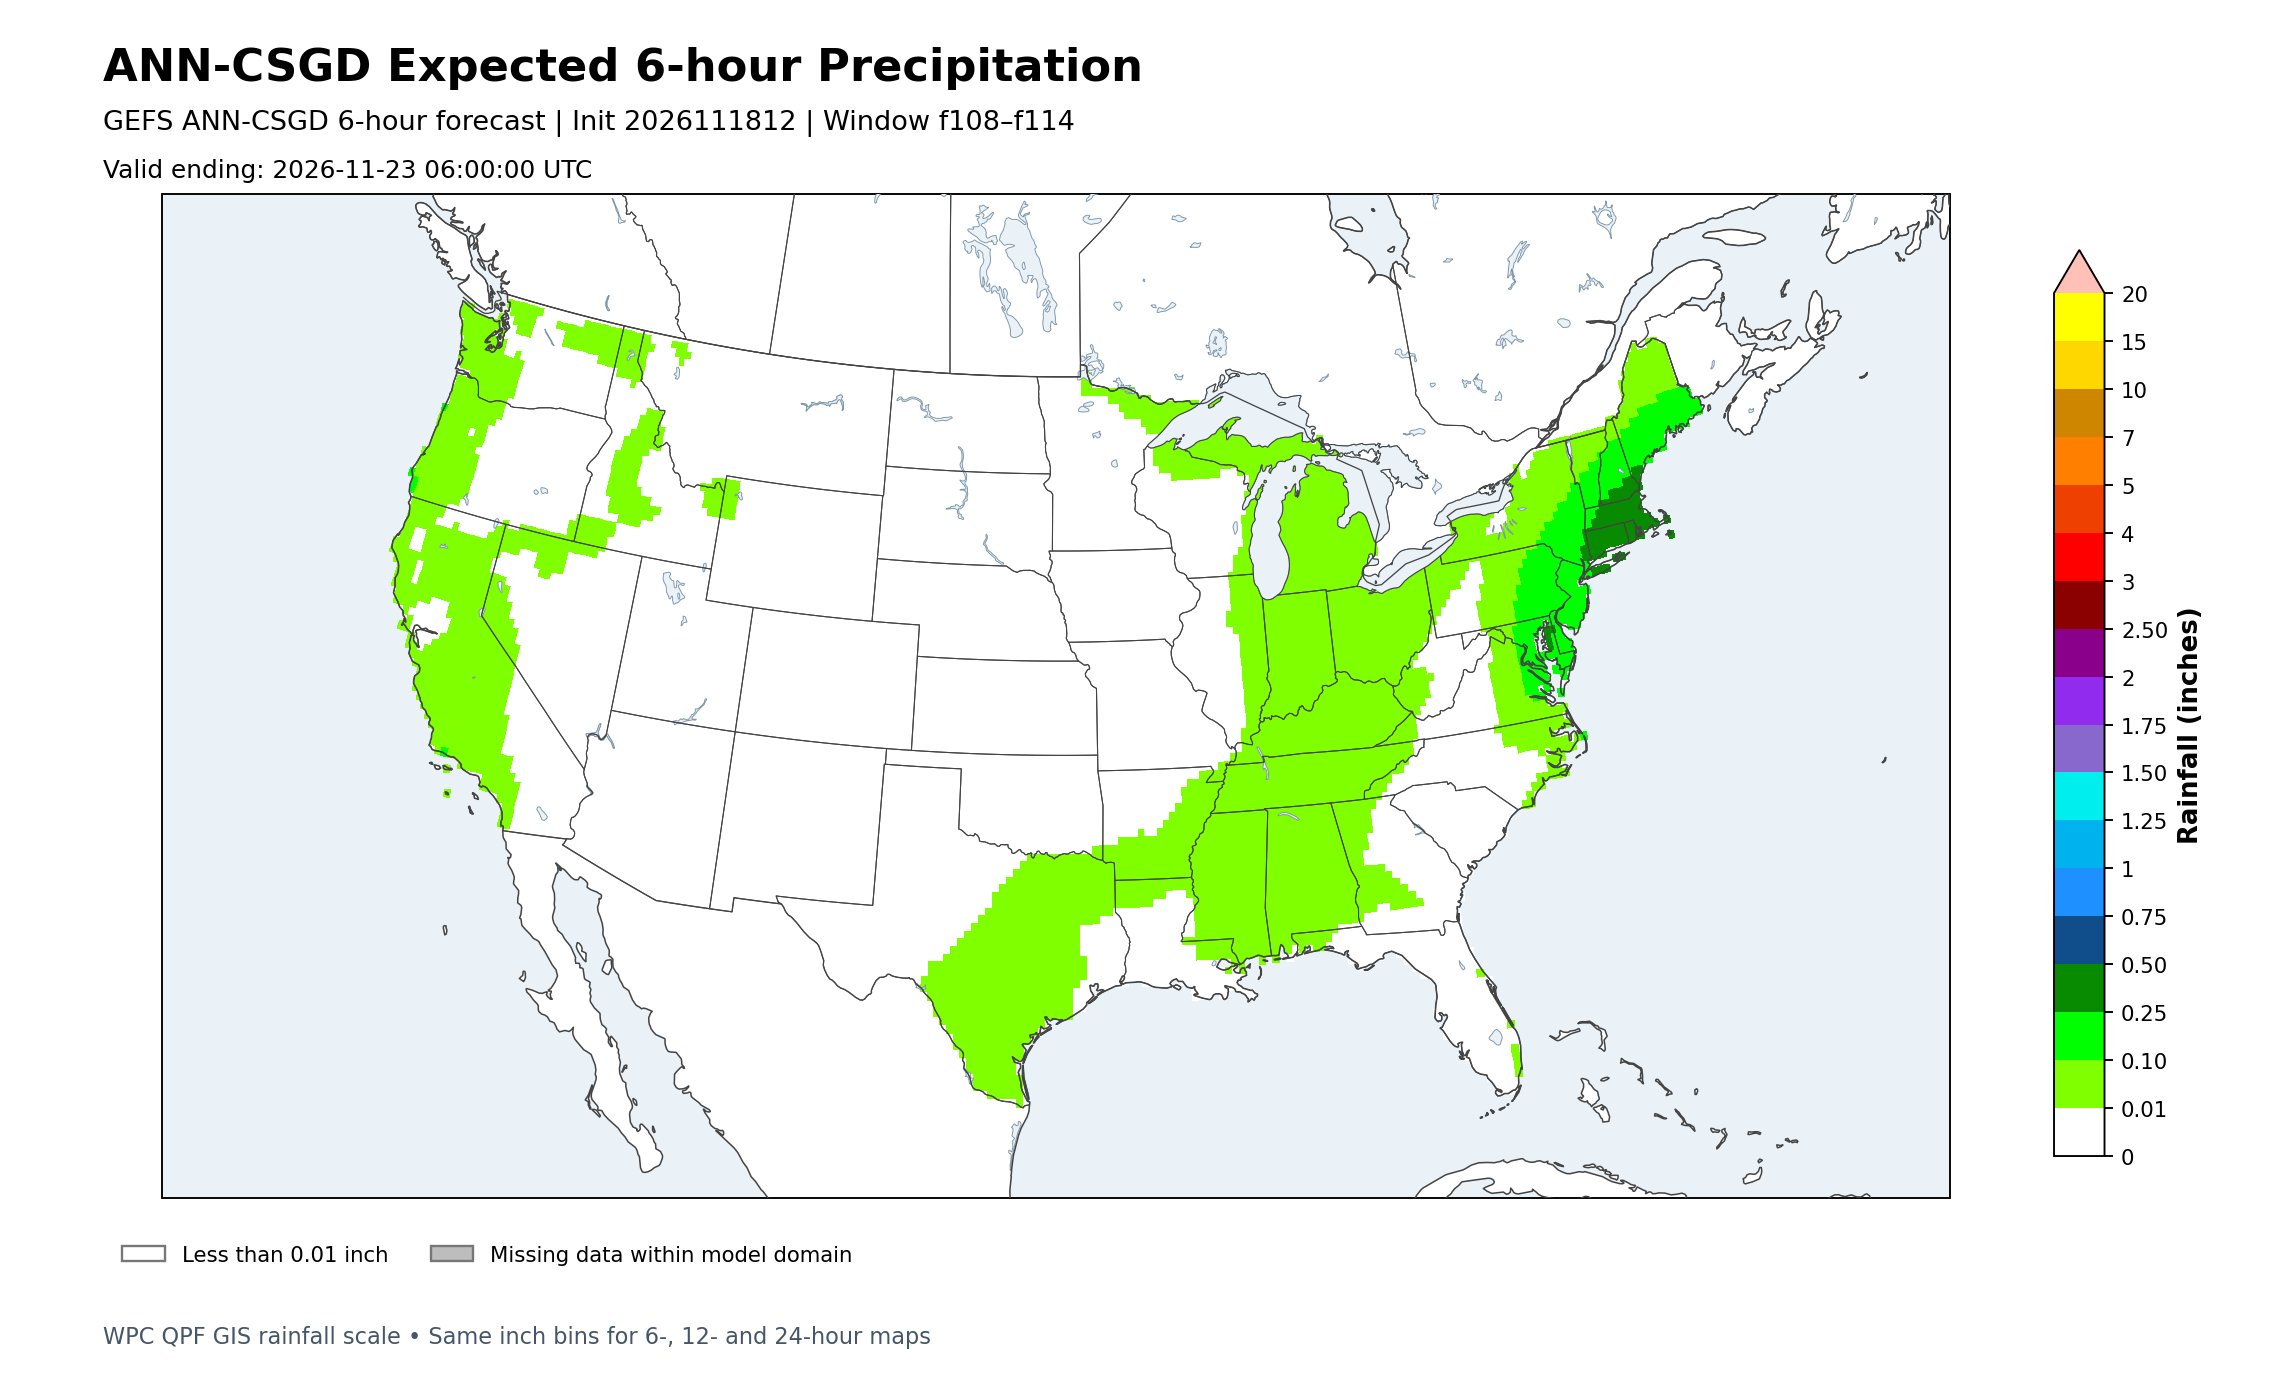 ANN-CSGD Expected 6-hour Precipitation
GEFS ANN-CSGD 6-hour forecast | Init 2026111812 | Window f108–f114
Valid ending: 2026-11-23 06:00:00 UTC
20
15
10
7
5
4
3
2.50
2
1.75
1.50
1.25
1
0.75
0.50
0.25
0.10
0.01
0
Rainfall (inches)
Less than 0.01 inch
Missing data within model domain
WPC QPF GIS rainfall scale • Same inch bins for 6-, 12- and 24-hour maps